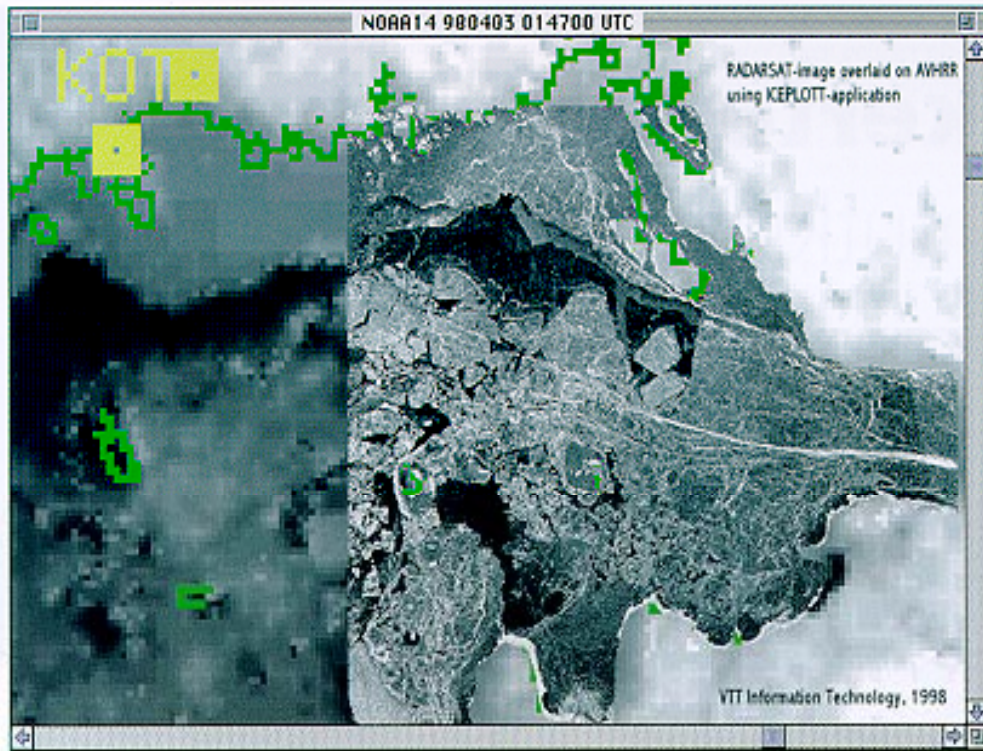 NOAA14 980403 014700 UTC
KOT
RADARSAT-image overlaid on AVHRR
using ICEPLOTT-application
VTT Information Technology, 1998